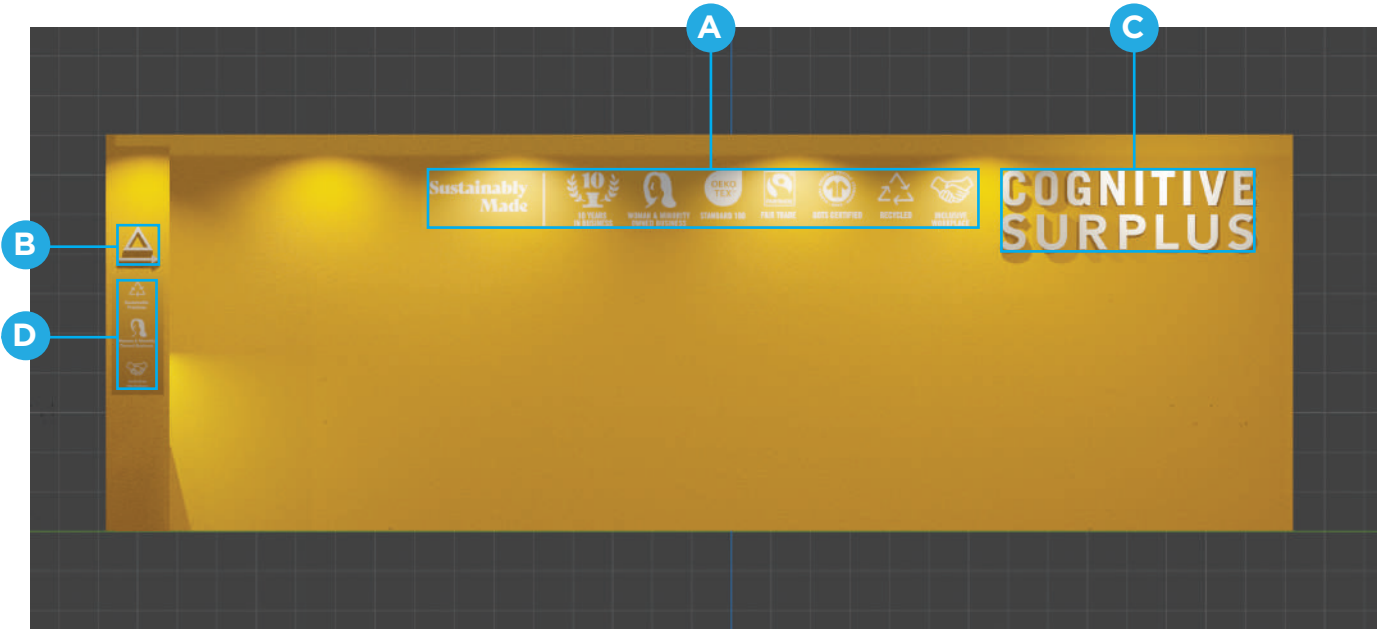 A
C
Sustainably
Made
10
10 YEARS
IN BUSINESS
WOMAN & MINORITY
OWNED BUSINESS
OEKO
TEX
STANDARD 100
FAIR TRADE
GOTS CERTIFIED
RECYCLED
INCLUSIVE
WORKPLACE
COGNITIVE
SURPLUS
B
D